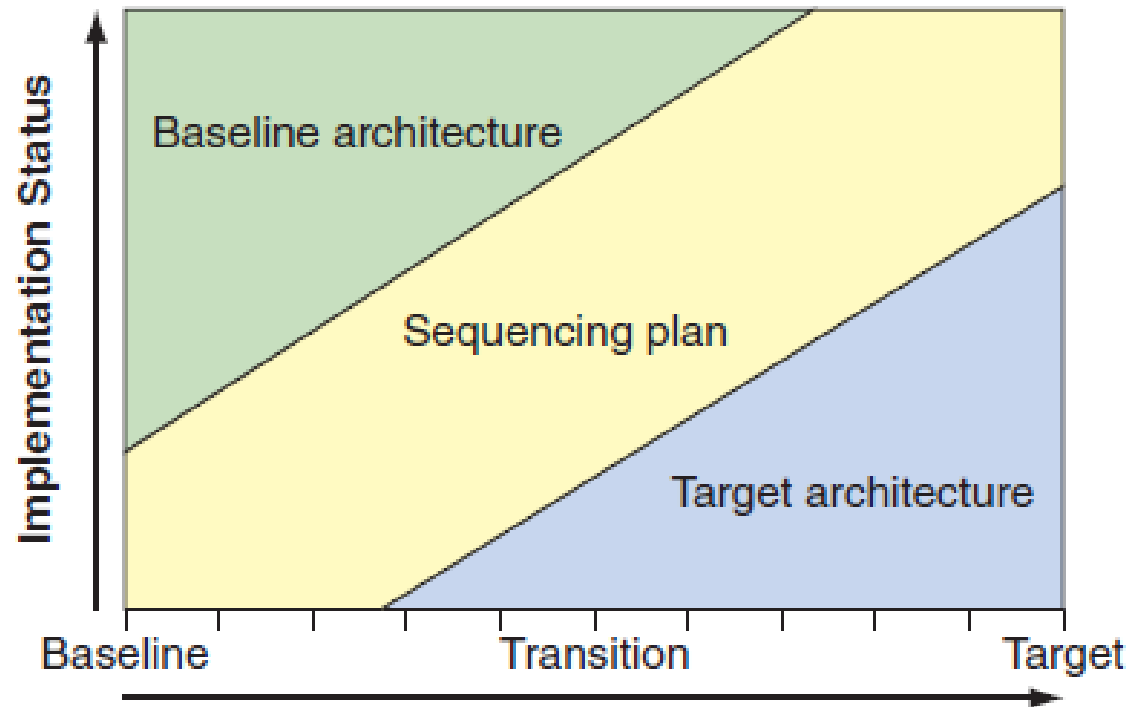 Implementation Status
Baseline architecture
Sequencing plan
Target architecture
Baseline
Transition
Target